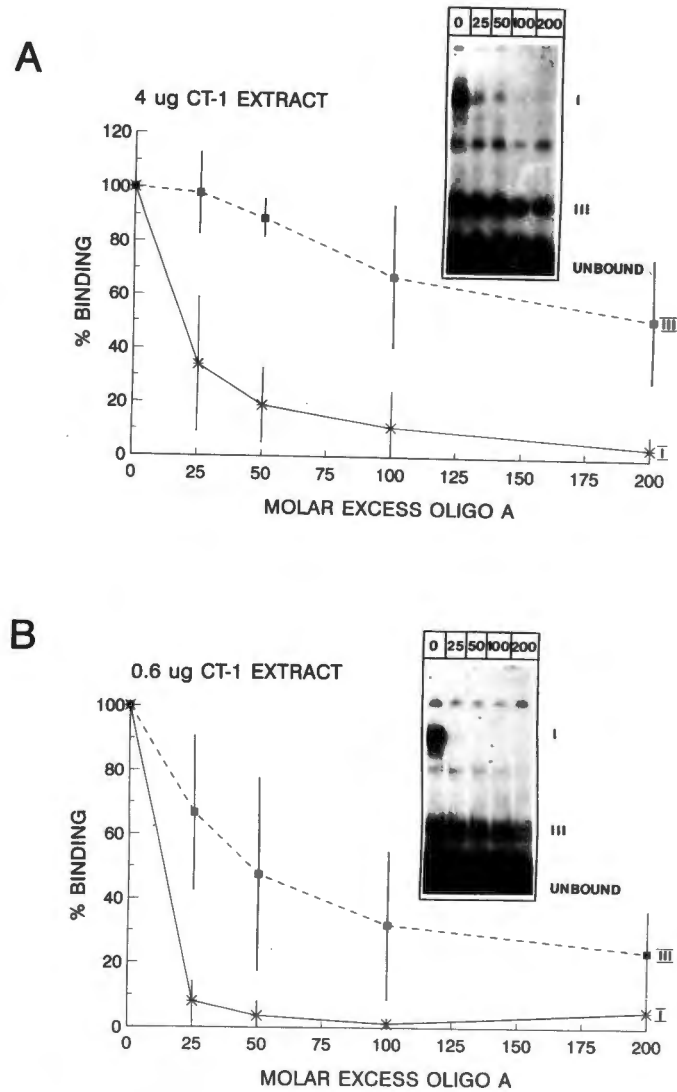 A
4 ug CT-1 EXTRACT
0 25 50 100 200
I
III
UNBOUND
120
100
80
60
40
20
0
% BINDING
III
I
0 25 50 75 100 125 150 175 200
MOLAR EXCESS OLIGO A
B
0.6 ug CT-1 EXTRACT
0 25 50 100 200
I
III
UNBOUND
100
80
60
40
20
0
% BINDING
III
I
0 25 50 75 100 125 150 175 200
MOLAR EXCESS OLIGO A